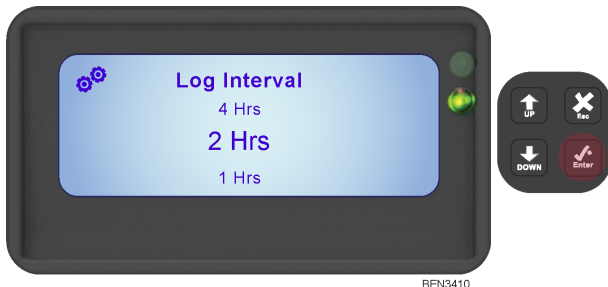 Log Interval
4 Hrs
2 Hrs
1 Hrs
UP
Esc
DOWN
Enter
BEN3410